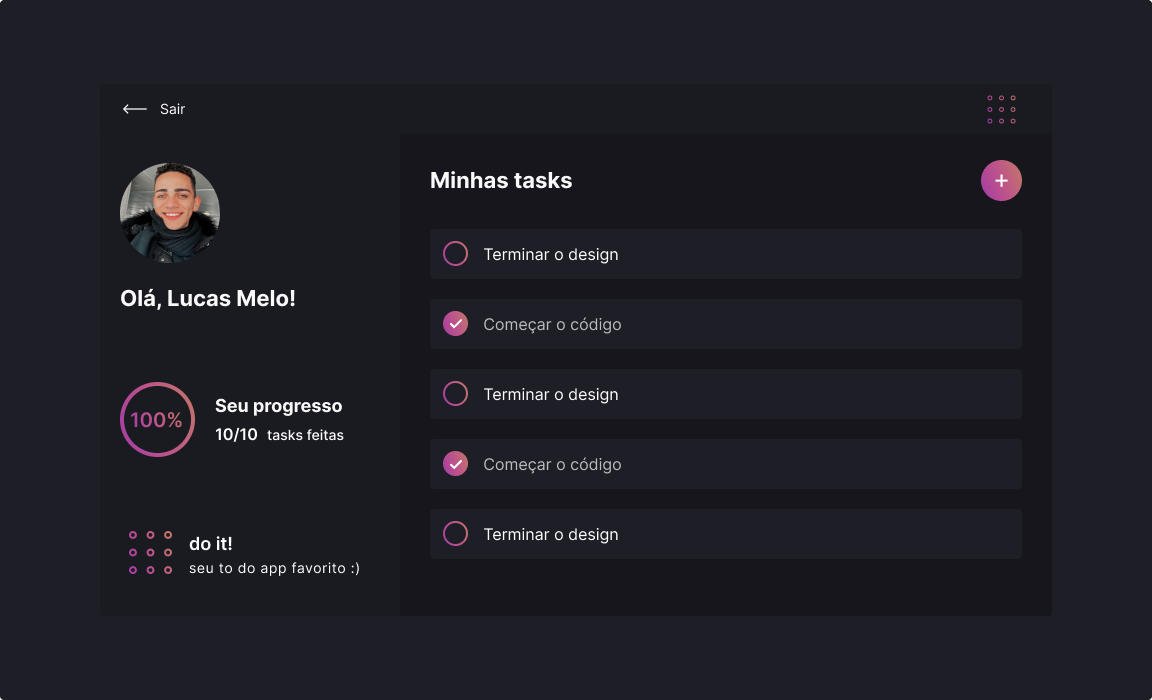 Sair
Olá, Lucas Melo!
100%
Seu progresso
10/10 tasks feitas
do it!
seu to do app favorito :)
Minhas tasks
+
Terminar o design
Começar o código
Terminar o design
Começar o código
Terminar o design